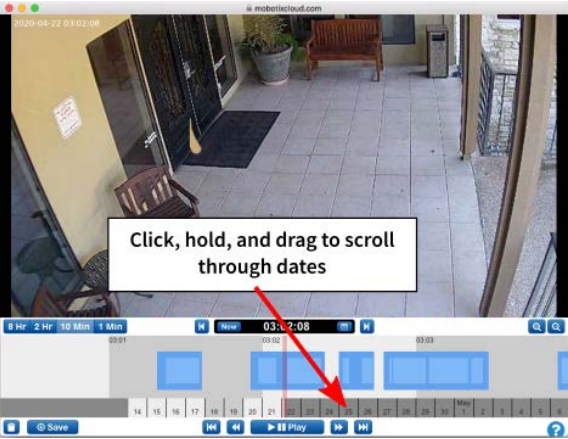 mobotixcloud.com
2020-04-22 03:02:08
Click, hold, and drag to scroll
through dates
8 Hr 2 Hr 10 Min 1 Min Now 03:02:08
03:01 03:02 03:03
May
14 15 16 17 18 19 20 21 22 23 24 25 26 27 28 29 30 1 2 3 4 5 6
Save Play ?